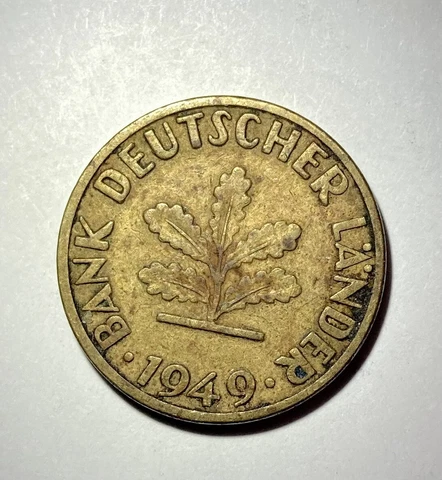 BANK DEUTSCHER LÄNDER
· 1949 ·